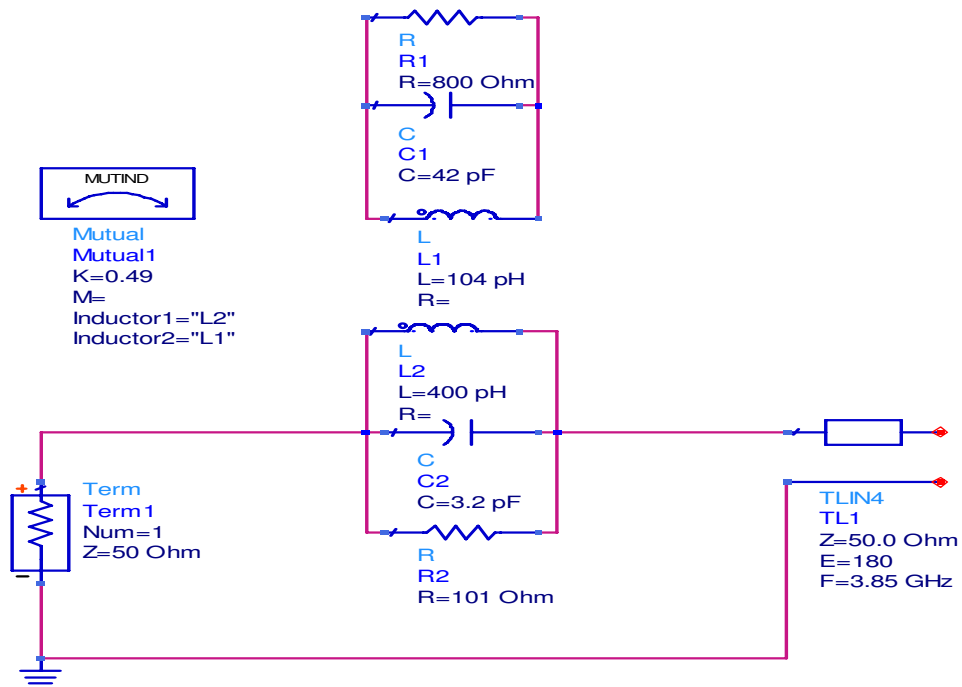 R
R1
R=800 Ohm
C
C1
C=42 pF
MUTIND
Mutual
Mutual1
K=0.49
M=
Inductor1="L2"
Inductor2="L1"
L
L1
L=104 pH
R=
L
L2
L=400 pH
R=
C
C2
C=3.2 pF
R
R2
R=101 Ohm
+
Term
Term1
Num=1
Z=50 Ohm
−
TLIN4
TL1
Z=50.0 Ohm
E=180
F=3.85 GHz